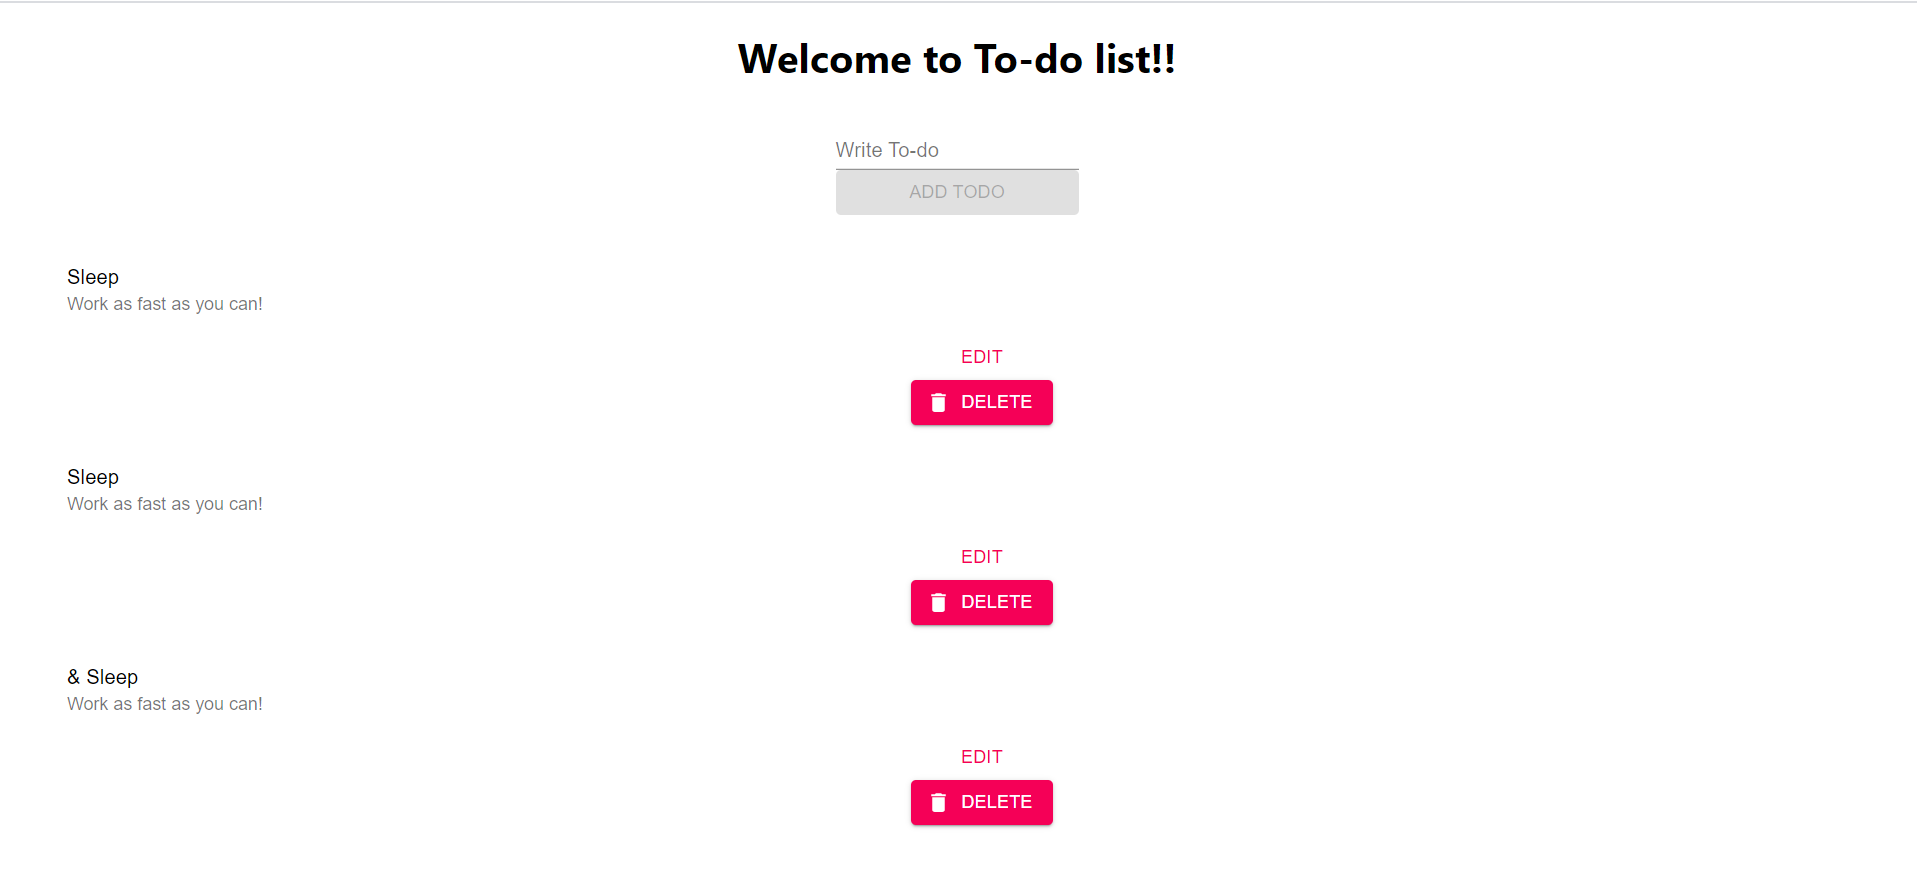 Welcome to To-do list!!
Write To-do
ADD TODO
Sleep
Work as fast as you can!
EDIT
DELETE
Sleep
Work as fast as you can!
EDIT
DELETE
& Sleep
Work as fast as you can!
EDIT
DELETE